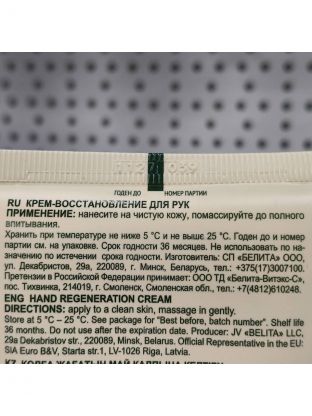 ГОДЕН ДО НОМЕР ПАРТИИ
RU КРЕМ-ВОССТАНОВЛЕНИЕ ДЛЯ РУК
ПРИМЕНЕНИЕ: нанесите на чистую кожу, помассируйте до полного
впитывания.
Хранить при температуре не ниже 5 °С и не выше 25 °С. Годен до и номер
партии см. на упаковке. Срок годности 36 месяцев. Не использовать по наз-
начению по истечении срока годности. Изготовитель: СП «БЕЛИТА» ООО,
ул. Декабристов, 29а, 220089, г. Минск, Беларусь, тел.: +375(17)3007100.
Претензии в Российской Федерации принимает: ООО ТД «Белита-Витэкс-С»,
пос. Тихвинка, 214019, г. Смоленск, Смоленская обл., тел.: +7(4812)610248.
ENG HAND REGENERATION CREAM
DIRECTIONS: apply to a clean skin, massage in gently.
Store at 5 °C – 25 °C. See package for "Best before, batch number". Shelf life
36 months. Do not use after the expiration date. Producer: JV «BELITA» LLC,
29a Dekabristov str., 220089, Minsk, Belarus. Official Representative in the EU:
SIA Euro B&V, Starta str.1, LV-1026 Riga, Latvia.